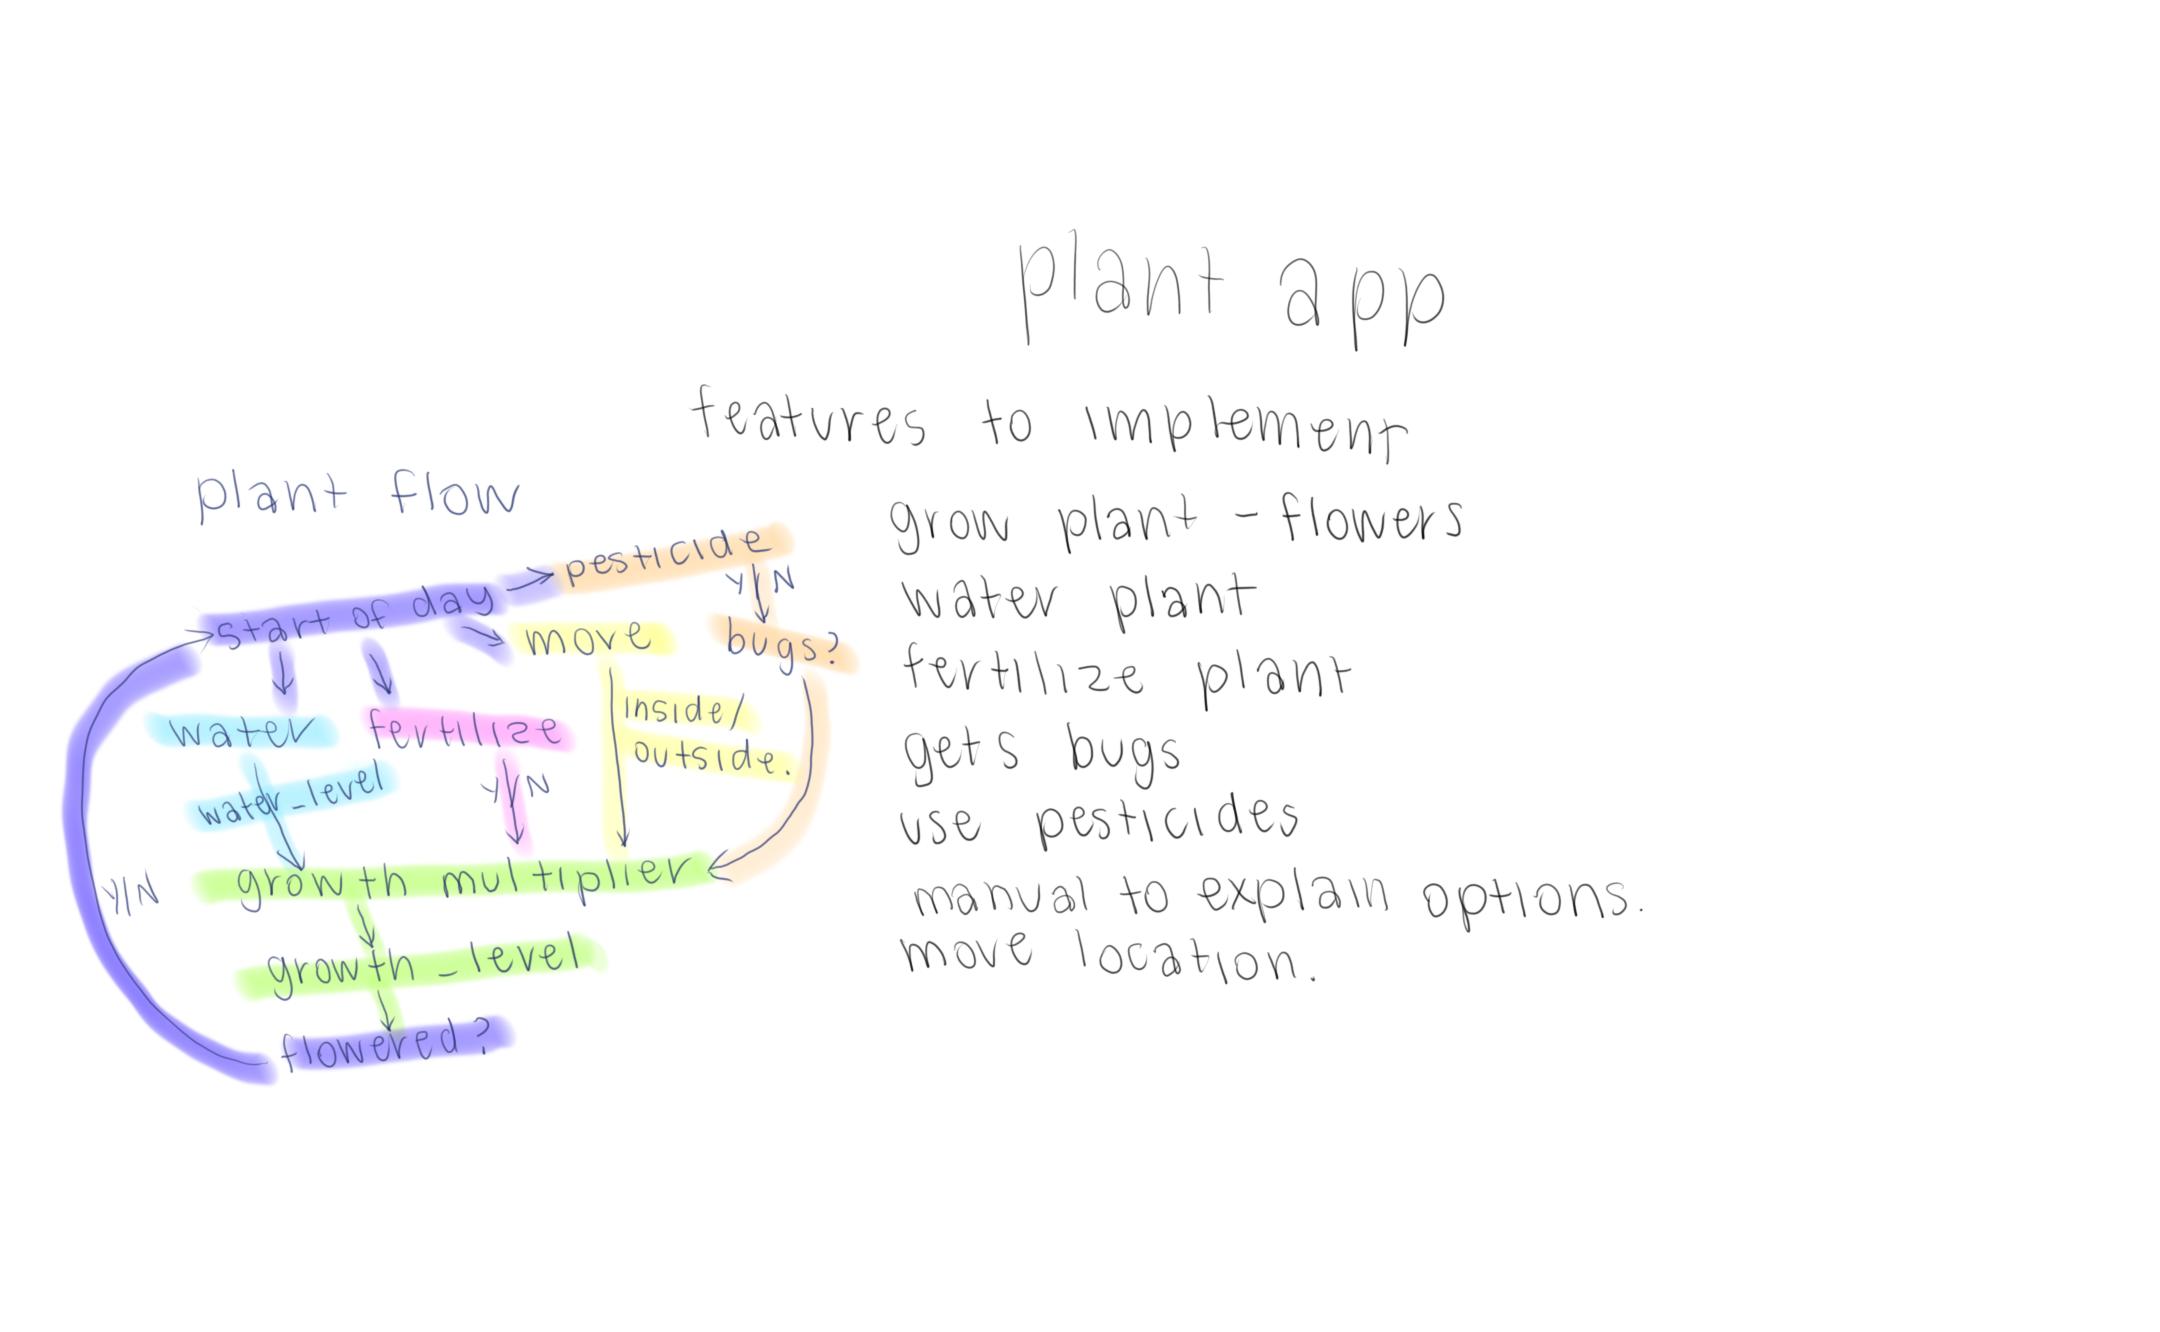 plant app
features to implement
grow plant - flowers
water plant
fertilize plant
gets bugs
use pesticides
manual to explain options.
move location.
plant flow
start of day
pesticide
Y/N
bugs?
move
inside/
outside.
water
water_level
fertilize
Y/N
growth multiplier
growth_level
flowered?
Y/N